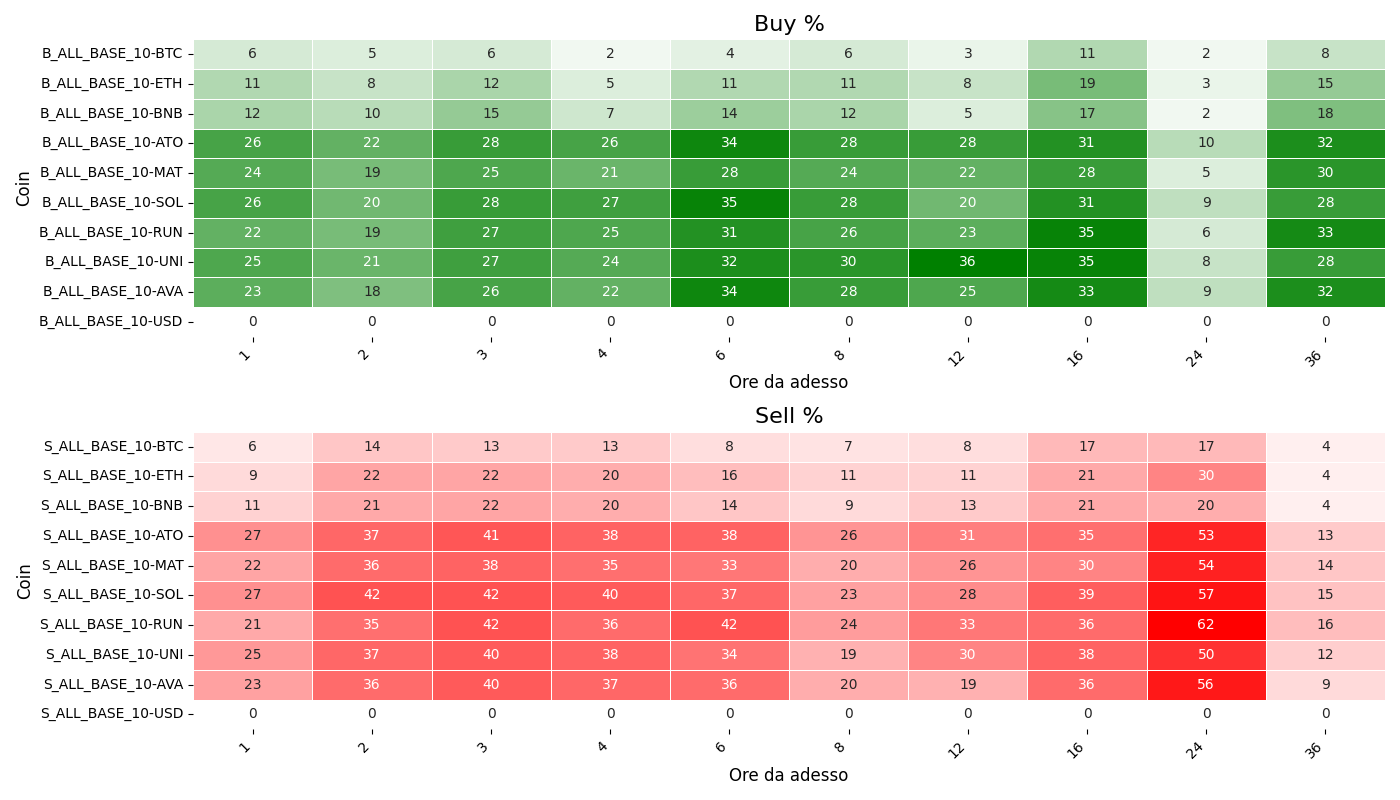 Buy %
Coin
B_ALL_BASE_10-BTC 6 5 6 2 4 6 3 11 2 8
B_ALL_BASE_10-ETH 11 8 12 5 11 11 8 19 3 15
B_ALL_BASE_10-BNB 12 10 15 7 14 12 5 17 2 18
B_ALL_BASE_10-ATO 26 22 28 26 34 28 28 31 10 32
B_ALL_BASE_10-MAT 24 19 25 21 28 24 22 28 5 30
B_ALL_BASE_10-SOL 26 20 28 27 35 28 20 31 9 28
B_ALL_BASE_10-RUN 22 19 27 25 31 26 23 35 6 33
B_ALL_BASE_10-UNI 25 21 27 24 32 30 36 35 8 28
B_ALL_BASE_10-AVA 23 18 26 22 34 28 25 33 9 32
B_ALL_BASE_10-USD 0 0 0 0 0 0 0 0 0 0
1 2 3 4 6 8 12 16 24 36
Ore da adesso
Sell %
Coin
S_ALL_BASE_10-BTC 6 14 13 13 8 7 8 17 17 4
S_ALL_BASE_10-ETH 9 22 22 20 16 11 11 21 30 4
S_ALL_BASE_10-BNB 11 21 22 20 14 9 13 21 20 4
S_ALL_BASE_10-ATO 27 37 41 38 38 26 31 35 53 13
S_ALL_BASE_10-MAT 22 36 38 35 33 20 26 30 54 14
S_ALL_BASE_10-SOL 27 42 42 40 37 23 28 39 57 15
S_ALL_BASE_10-RUN 21 35 42 36 42 24 33 36 62 16
S_ALL_BASE_10-UNI 25 37 40 38 34 19 30 38 50 12
S_ALL_BASE_10-AVA 23 36 40 37 36 20 19 36 56 9
S_ALL_BASE_10-USD 0 0 0 0 0 0 0 0 0 0
1 2 3 4 6 8 12 16 24 36
Ore da adesso